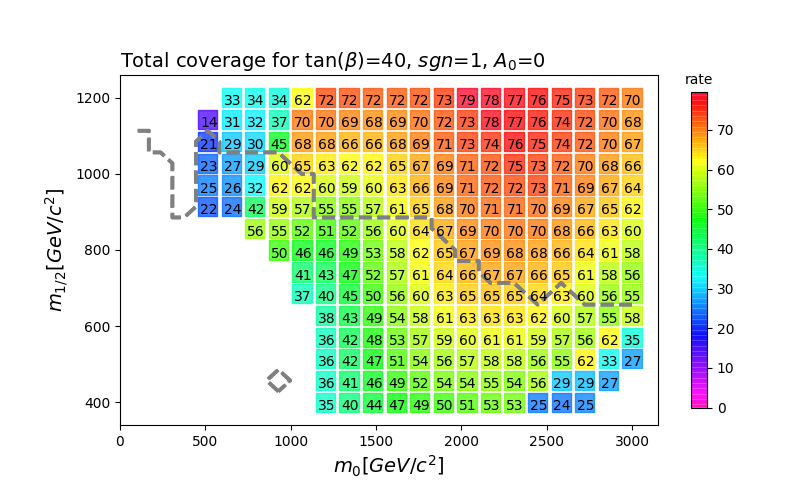 Total coverage for tan(β)=40, sgn=1, A₀=0
rate
m₁/₂[GeV/c²]
1200
1000
800
600
400
33 34 34 62 72 72 72 72 72 73 79 78 77 76 75 73 72 70
14 31 32 37 70 70 69 68 69 70 72 73 78 77 76 74 72 70 68
21 29 30 45 68 68 66 66 68 69 71 73 74 76 75 74 72 70 67
23 27 29 60 65 63 62 62 65 67 69 71 72 75 73 72 70 68 66
25 26 32 62 62 60 59 60 63 66 69 71 72 72 73 71 69 67 64
22 24 42 59 57 55 55 57 61 65 68 70 71 71 70 69 67 65 62
56 55 52 51 52 56 60 64 67 69 70 70 70 68 66 63 60
50 46 46 49 53 58 62 65 67 69 68 68 66 64 61 58
41 43 47 52 57 61 64 66 67 67 66 65 61 58 56
37 40 45 50 56 60 63 65 65 65 64 63 60 56 55
38 43 49 54 58 61 63 63 63 62 60 57 55 58
36 42 48 53 57 59 60 61 61 59 57 56 62 35
36 42 47 51 54 56 57 58 58 56 55 62 33 27
36 41 46 49 52 54 54 55 54 56 29 29 27
35 40 44 47 49 50 51 53 53 25 24 25
0 500 1000 1500 2000 2500 3000
m₀[GeV/c²]
70
60
50
40
30
20
10
0